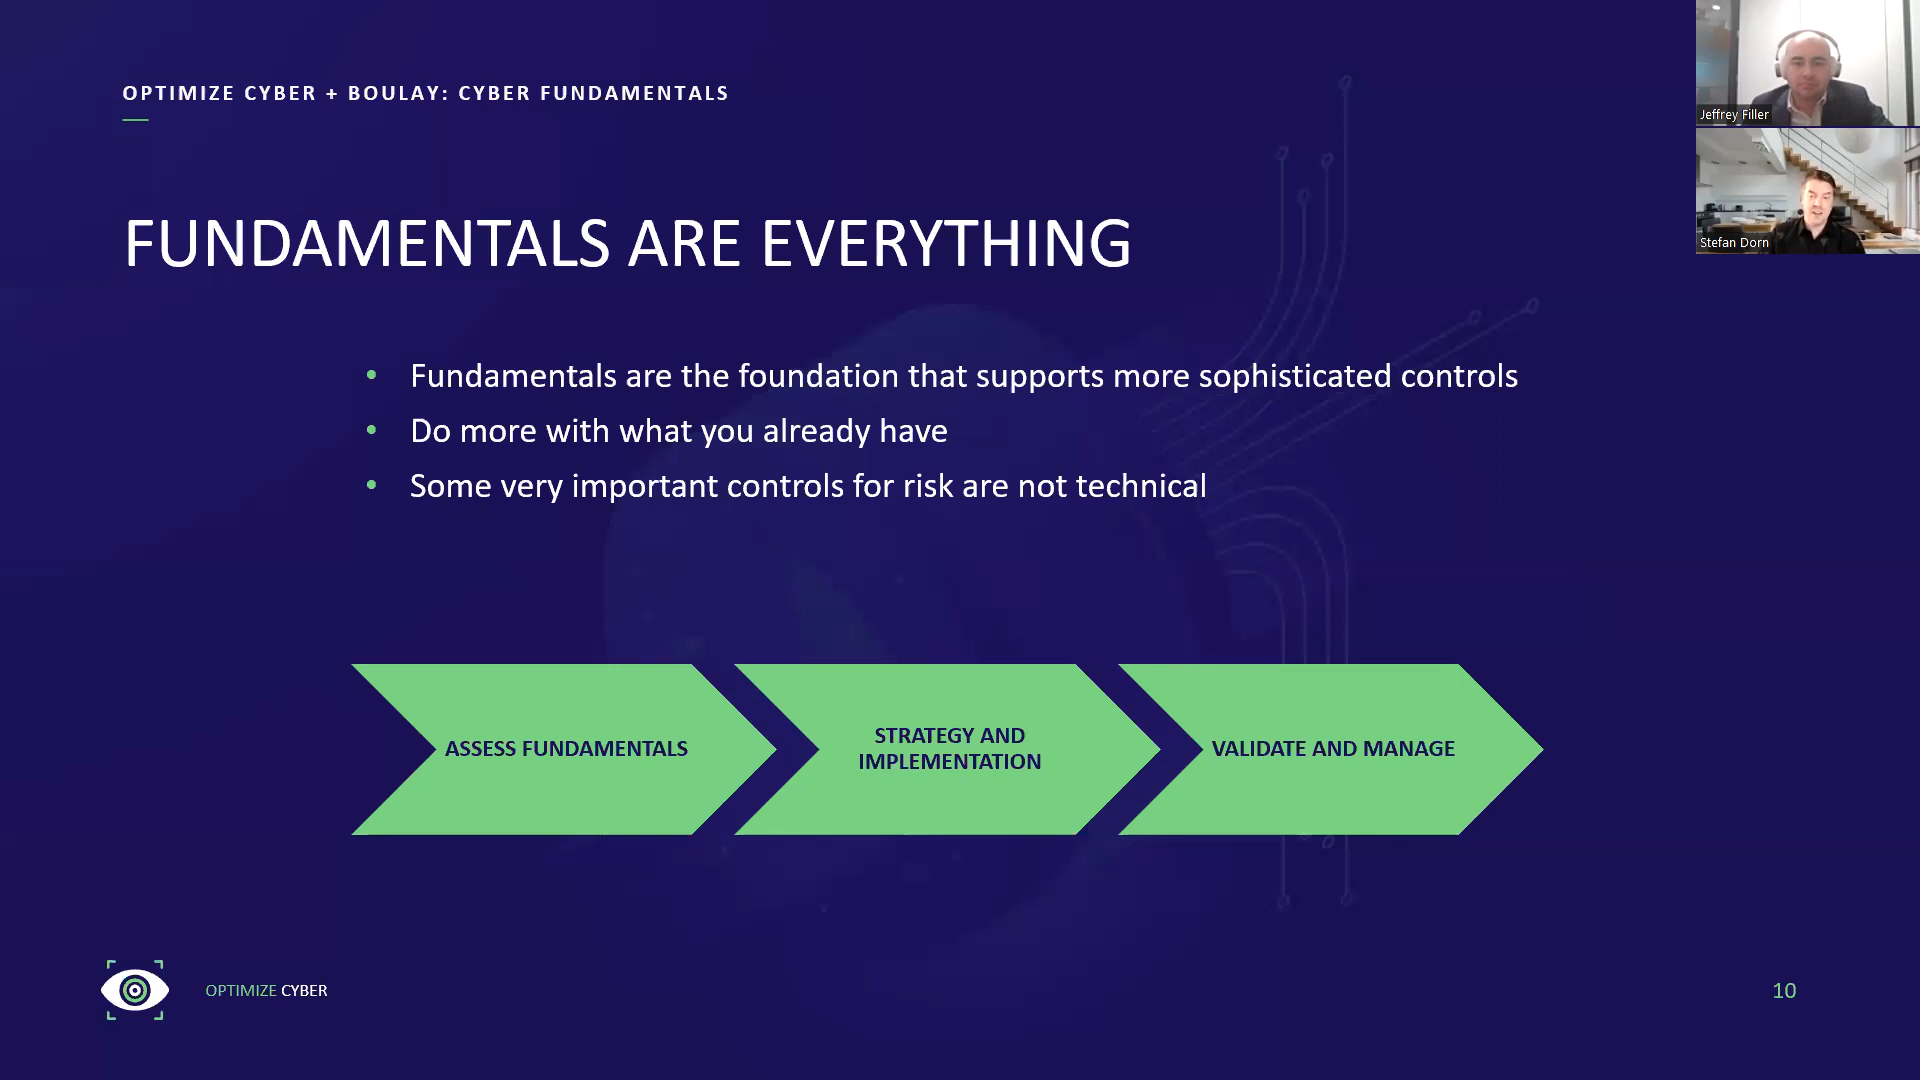 OPTIMIZE CYBER + BOULAY: CYBER FUNDAMENTALS
FUNDAMENTALS ARE EVERYTHING
• Fundamentals are the foundation that supports more sophisticated controls
• Do more with what you already have
• Some very important controls for risk are not technical
ASSESS FUNDAMENTALS
STRATEGY AND
IMPLEMENTATION
VALIDATE AND MANAGE
OPTIMIZE CYBER
10
Jeffrey Filler
Stefan Dorn